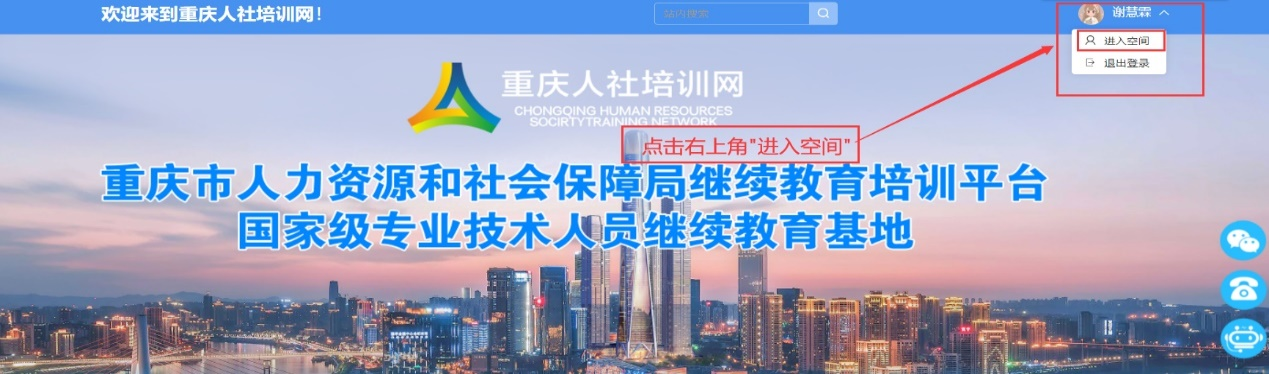 欢迎来到重庆人社培训网！
站内搜索
谢慧霖
进入空间
退出登录
重庆人社培训网
CHONGQING HUMAN RESOURCES
SOCIRTYTRAINING NETWORK
点击右上角"进入空间"
重庆市人力资源和社会保障局继续教育培训平台
国家级专业技术人员继续教育基地